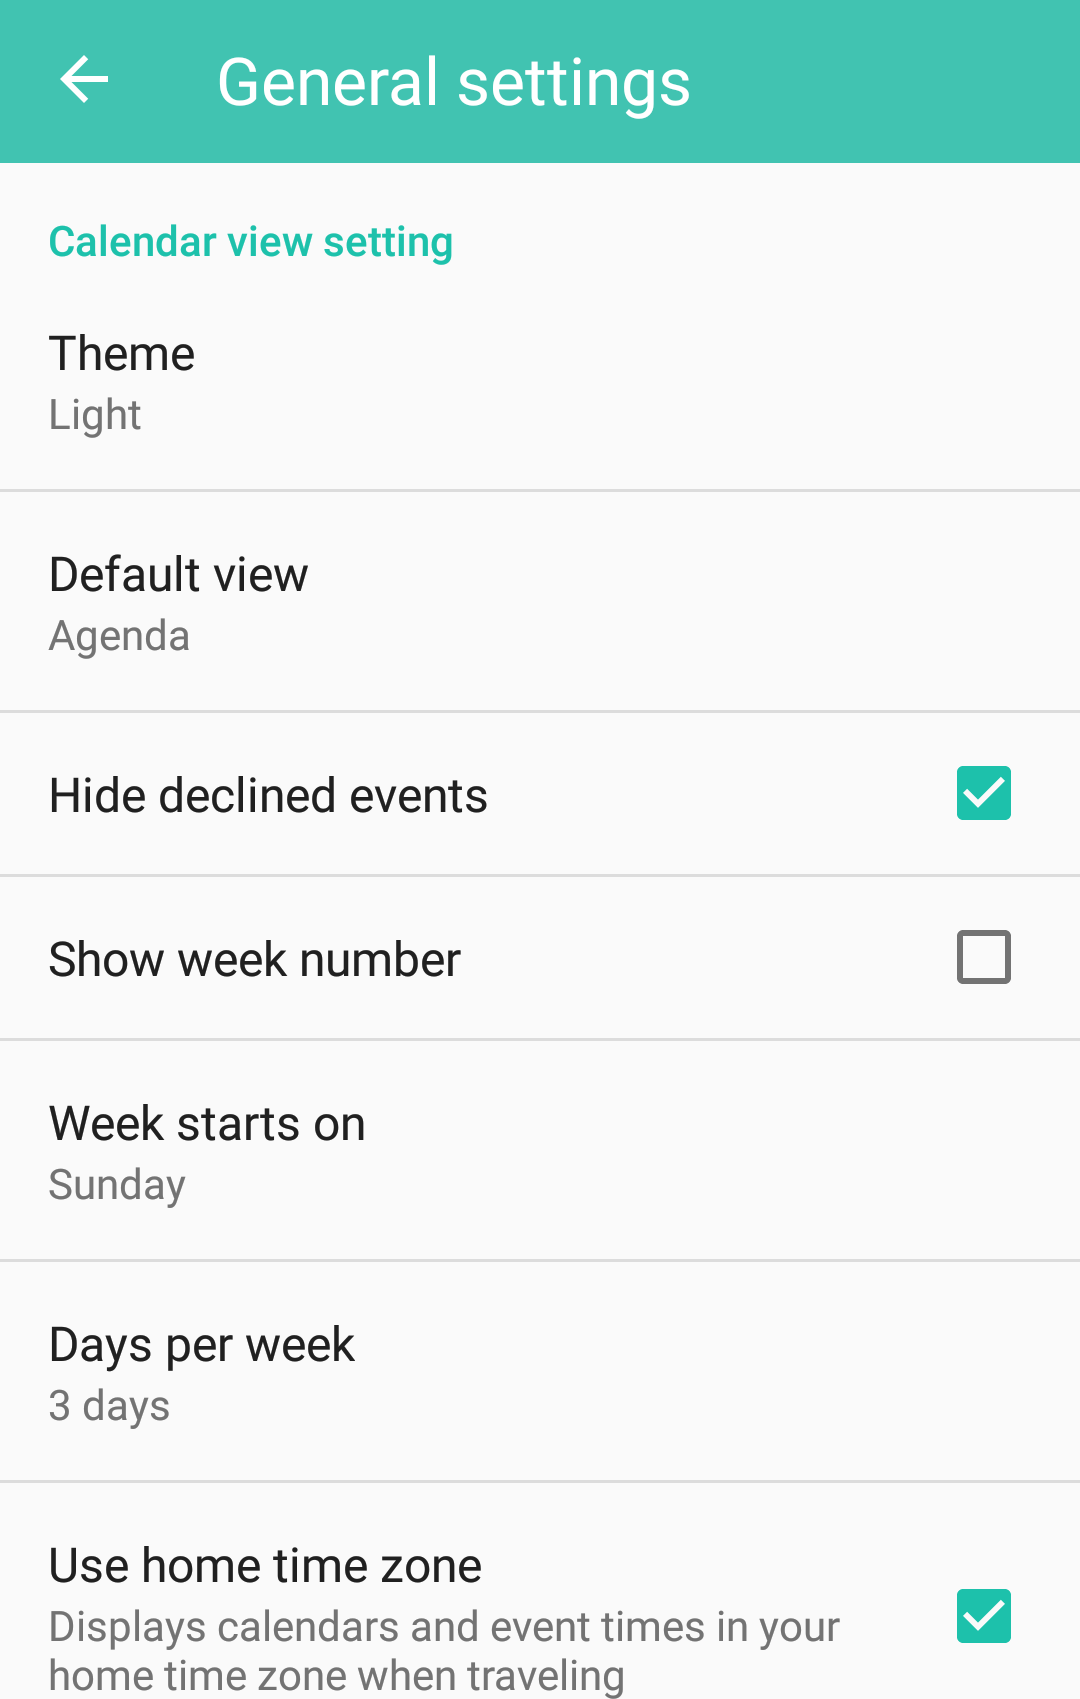 General settings
Calendar view setting
Theme
Light
Default view
Agenda
Hide declined events
Show week number
Week starts on
Sunday
Days per week
3 days
Use home time zone
Displays calendars and event times in your
home time zone when traveling